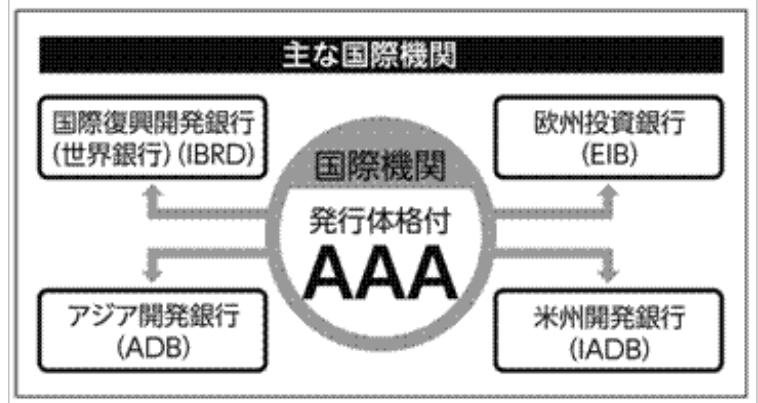 主な国際機関
国際復興開発銀行
(世界銀行)(IBRD)
欧州投資銀行
(EIB)
国際機関
発行体格付
AAA
アジア開発銀行
(ADB)
米州開発銀行
(IADB)